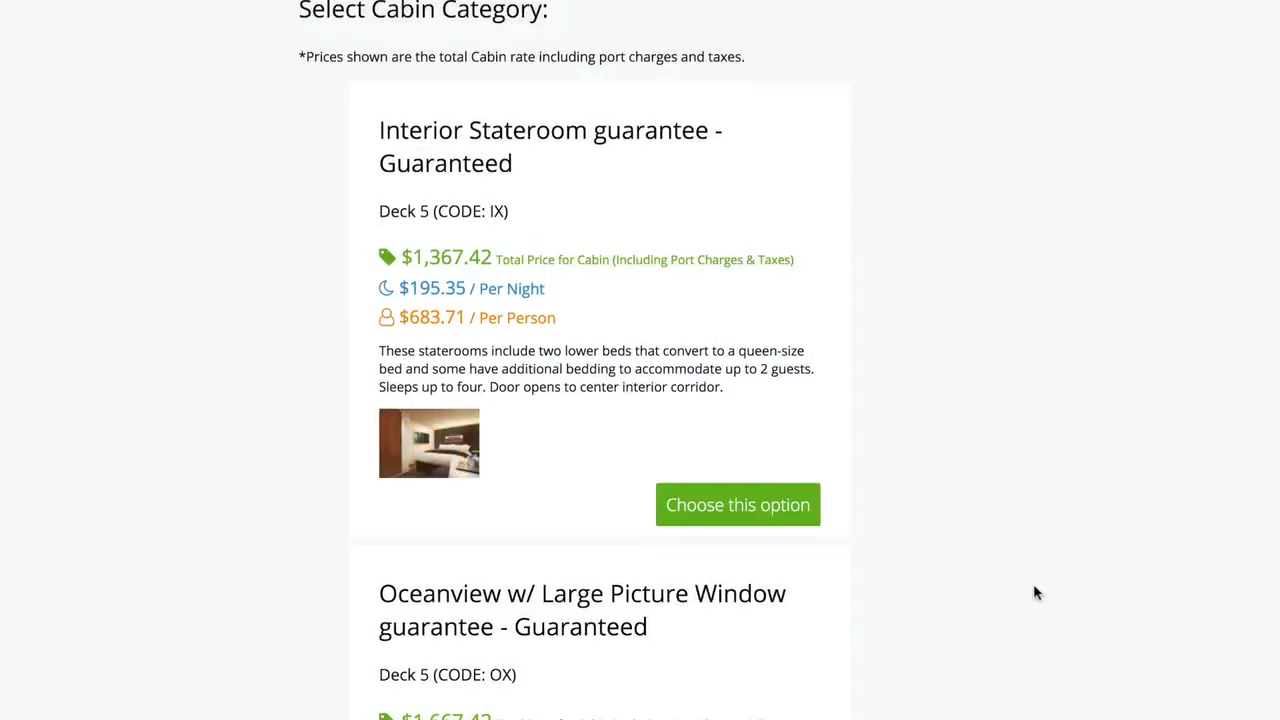 Select Cabin Category:
*Prices shown are the total Cabin rate including port charges and taxes.
Interior Stateroom guarantee -
Guaranteed
Deck 5 (CODE: IX)
$1,367.42 Total Price for Cabin (Including Port Charges & Taxes)
$195.35 / Per Night
$683.71 / Per Person
These staterooms include two lower beds that convert to a queen-size
bed and some have additional bedding to accommodate up to 2 guests.
Sleeps up to four. Door opens to center interior corridor.
Choose this option
Oceanview w/ Large Picture Window
guarantee - Guaranteed
Deck 5 (CODE: OX)
$1,667.42